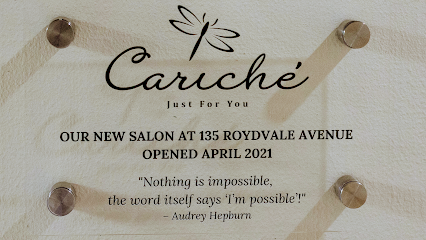 Cariché
Just For You
OUR NEW SALON AT 135 ROYDVALE AVENUE
OPENED APRIL 2021
"Nothing is impossible,
the word itself says 'I'm possible'!"
– Audrey Hepburn